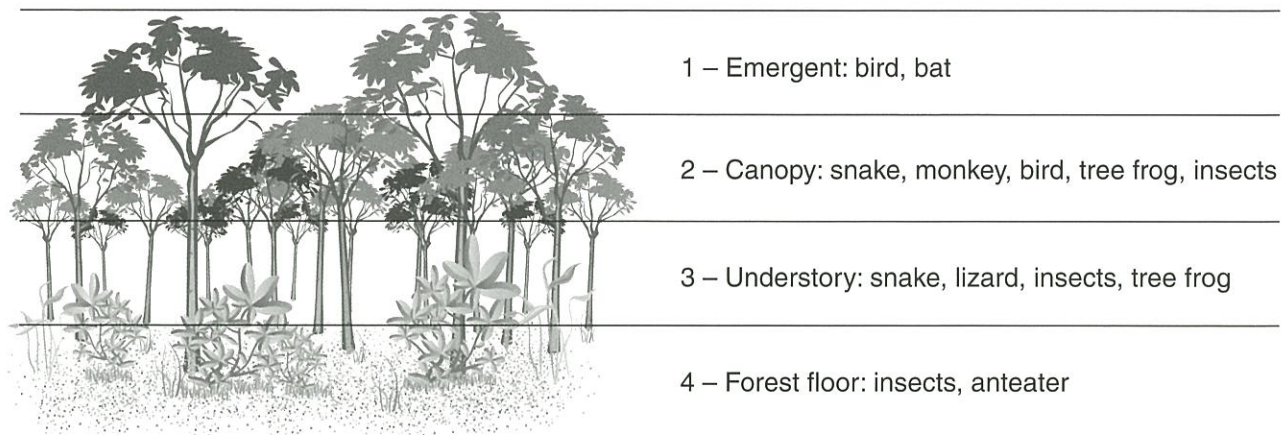 1 – Emergent: bird, bat
2 – Canopy: snake, monkey, bird, tree frog, insects
3 – Understory: snake, lizard, insects, tree frog
4 – Forest floor: insects, anteater